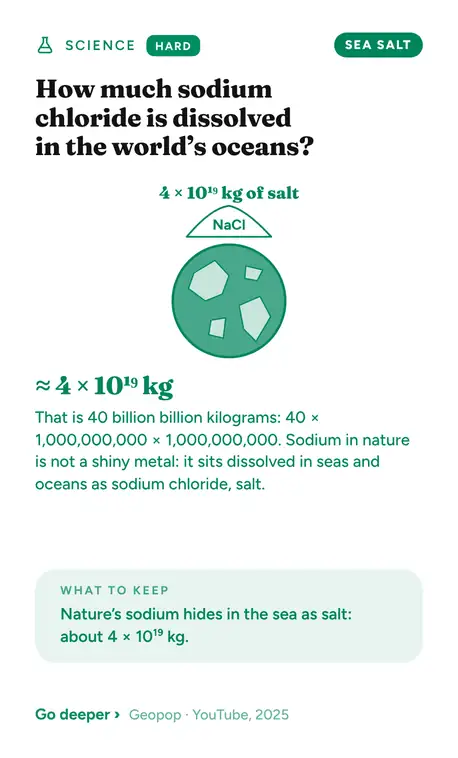 SCIENCE HARD SEA SALT
How much sodium
chloride is dissolved
in the world’s oceans?
4 × 10¹⁹ kg of salt
NaCl
≈ 4 × 10¹⁹ kg
That is 40 billion billion kilograms: 40 ×
1,000,000,000 × 1,000,000,000. Sodium in nature
is not a shiny metal: it sits dissolved in seas and
oceans as sodium chloride, salt.
WHAT TO KEEP
Nature’s sodium hides in the sea as salt:
about 4 × 10¹⁹ kg.
Go deeper › Geopop · YouTube, 2025